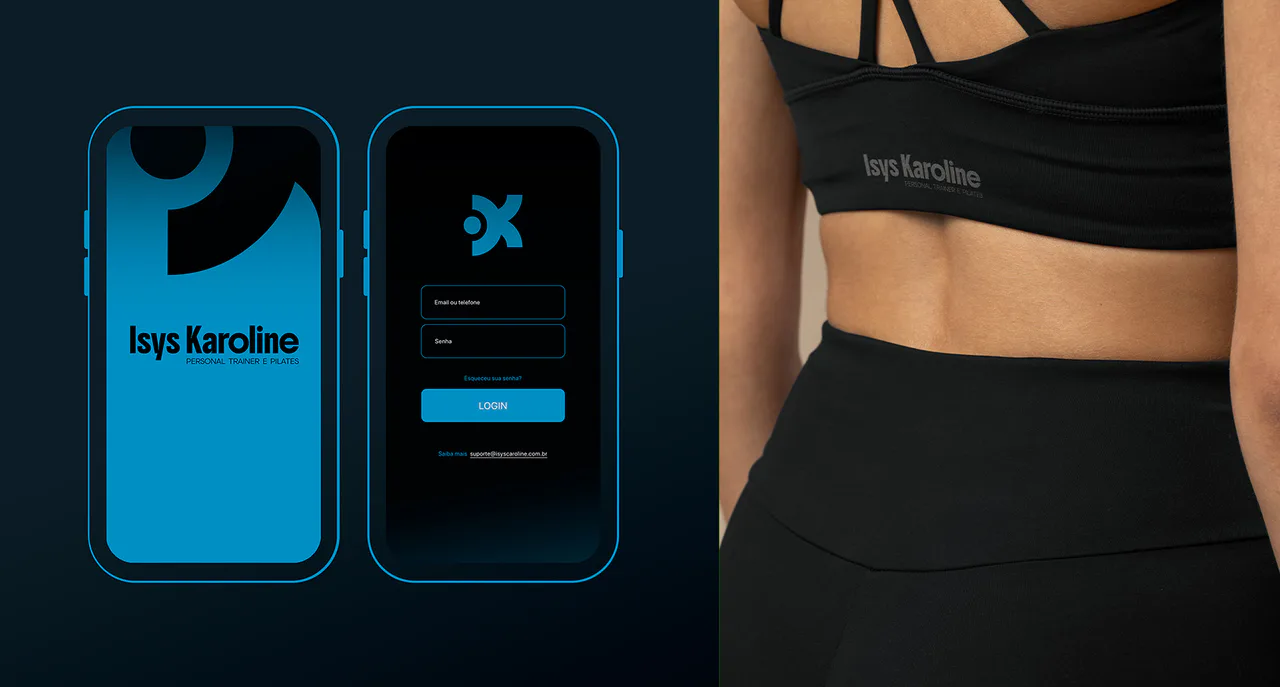 Isys Karoline
PERSONAL TRAINER E PILATES
Email ou telefone
Senha
Esqueceu sua senha?
LOGIN
Saiba mais suporte@isyscaroline.com.br
Isys Karoline
PERSONAL TRAINER E PILATES